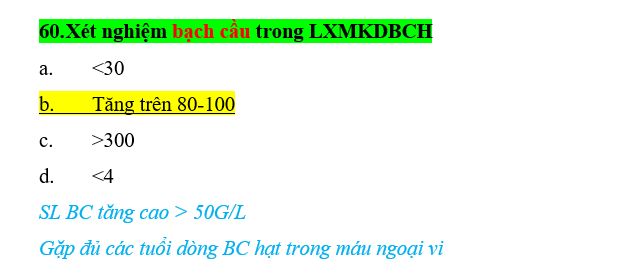 60.Xét nghiệm bạch cầu trong LXMKDBCH
a. <30
b. Tăng trên 80-100
c. >300
d. <4
SL BC tăng cao > 50G/L
Gặp đủ các tuổi dòng BC hạt trong máu ngoại vi